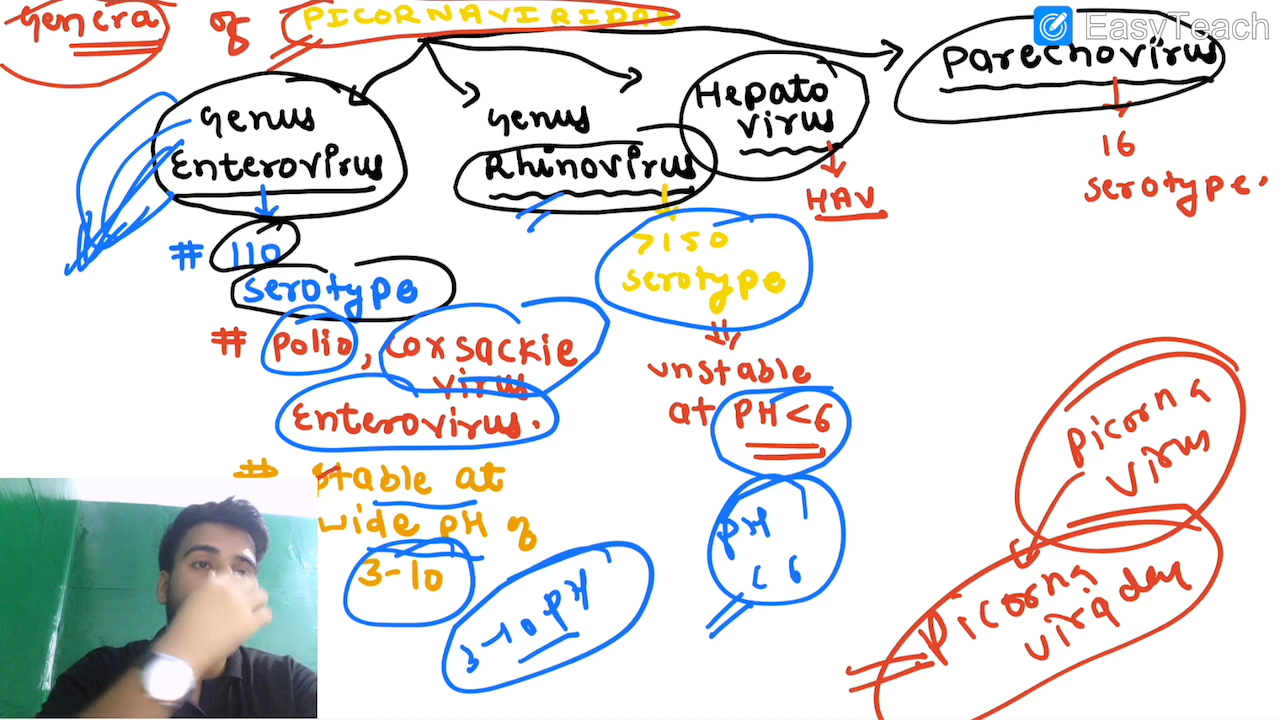 Genera of PICORNAVIRIDAE
EasyTeach
Genus
Enterovirus
# 110
serotype
# polio, coxsackie
virus
Enterovirus.
# stable at
wide pH of
3-10
3-10 pH
Genus
Rhinovirus
>150
serotype
unstable
at PH<6
pH
< 6
Hepato
virus
HAV
Parechovirus
16
serotype.
Picorna
virus
Picorna